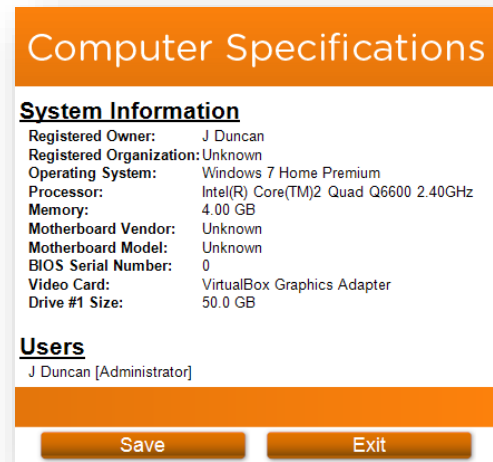 Computer Specifications
System Information
Registered Owner: J Duncan
Registered Organization: Unknown
Operating System: Windows 7 Home Premium
Processor: Intel(R) Core(TM)2 Quad Q6600 2.40GHz
Memory: 4.00 GB
Motherboard Vendor: Unknown
Motherboard Model: Unknown
BIOS Serial Number: 0
Video Card: VirtualBox Graphics Adapter
Drive #1 Size: 50.0 GB
Users
J Duncan [Administrator]
Save Exit